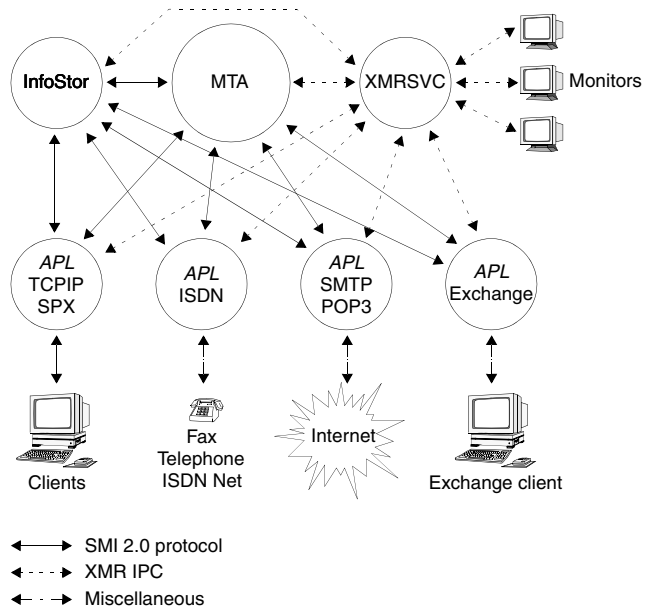 InfoStor
MTA
XMRSVC
Monitors
APL
TCPIP
SPX
APL
ISDN
APL
SMTP
POP3
APL
Exchange
Clients
Fax
Telephone
ISDN Net
Internet
Exchange client
SMI 2.0 protocol
XMR IPC
Miscellaneous